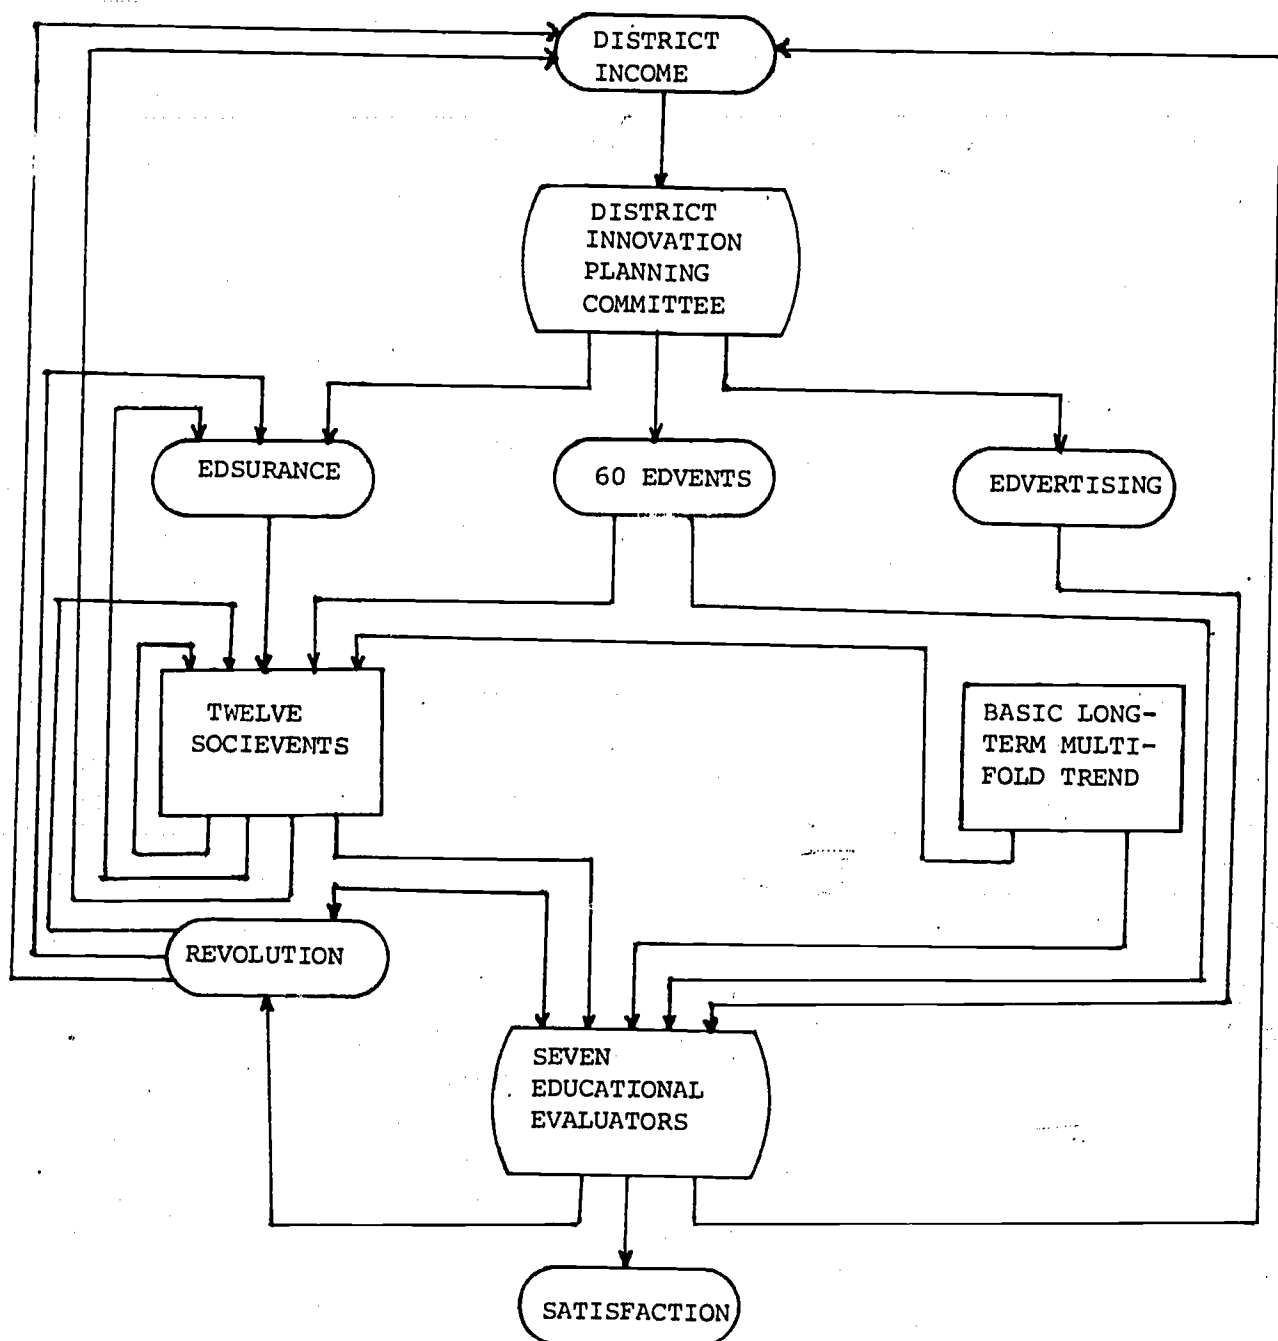 DISTRICT
INCOME
DISTRICT
INNOVATION
PLANNING
COMMITTEE
EDSURANCE
60 EDVENTS
EDVERTISING
TWELVE
SOCIEVENTS
BASIC LONG-
TERM MULTI-
FOLD TREND
REVOLUTION
SEVEN
EDUCATIONAL
EVALUATORS
SATISFACTION